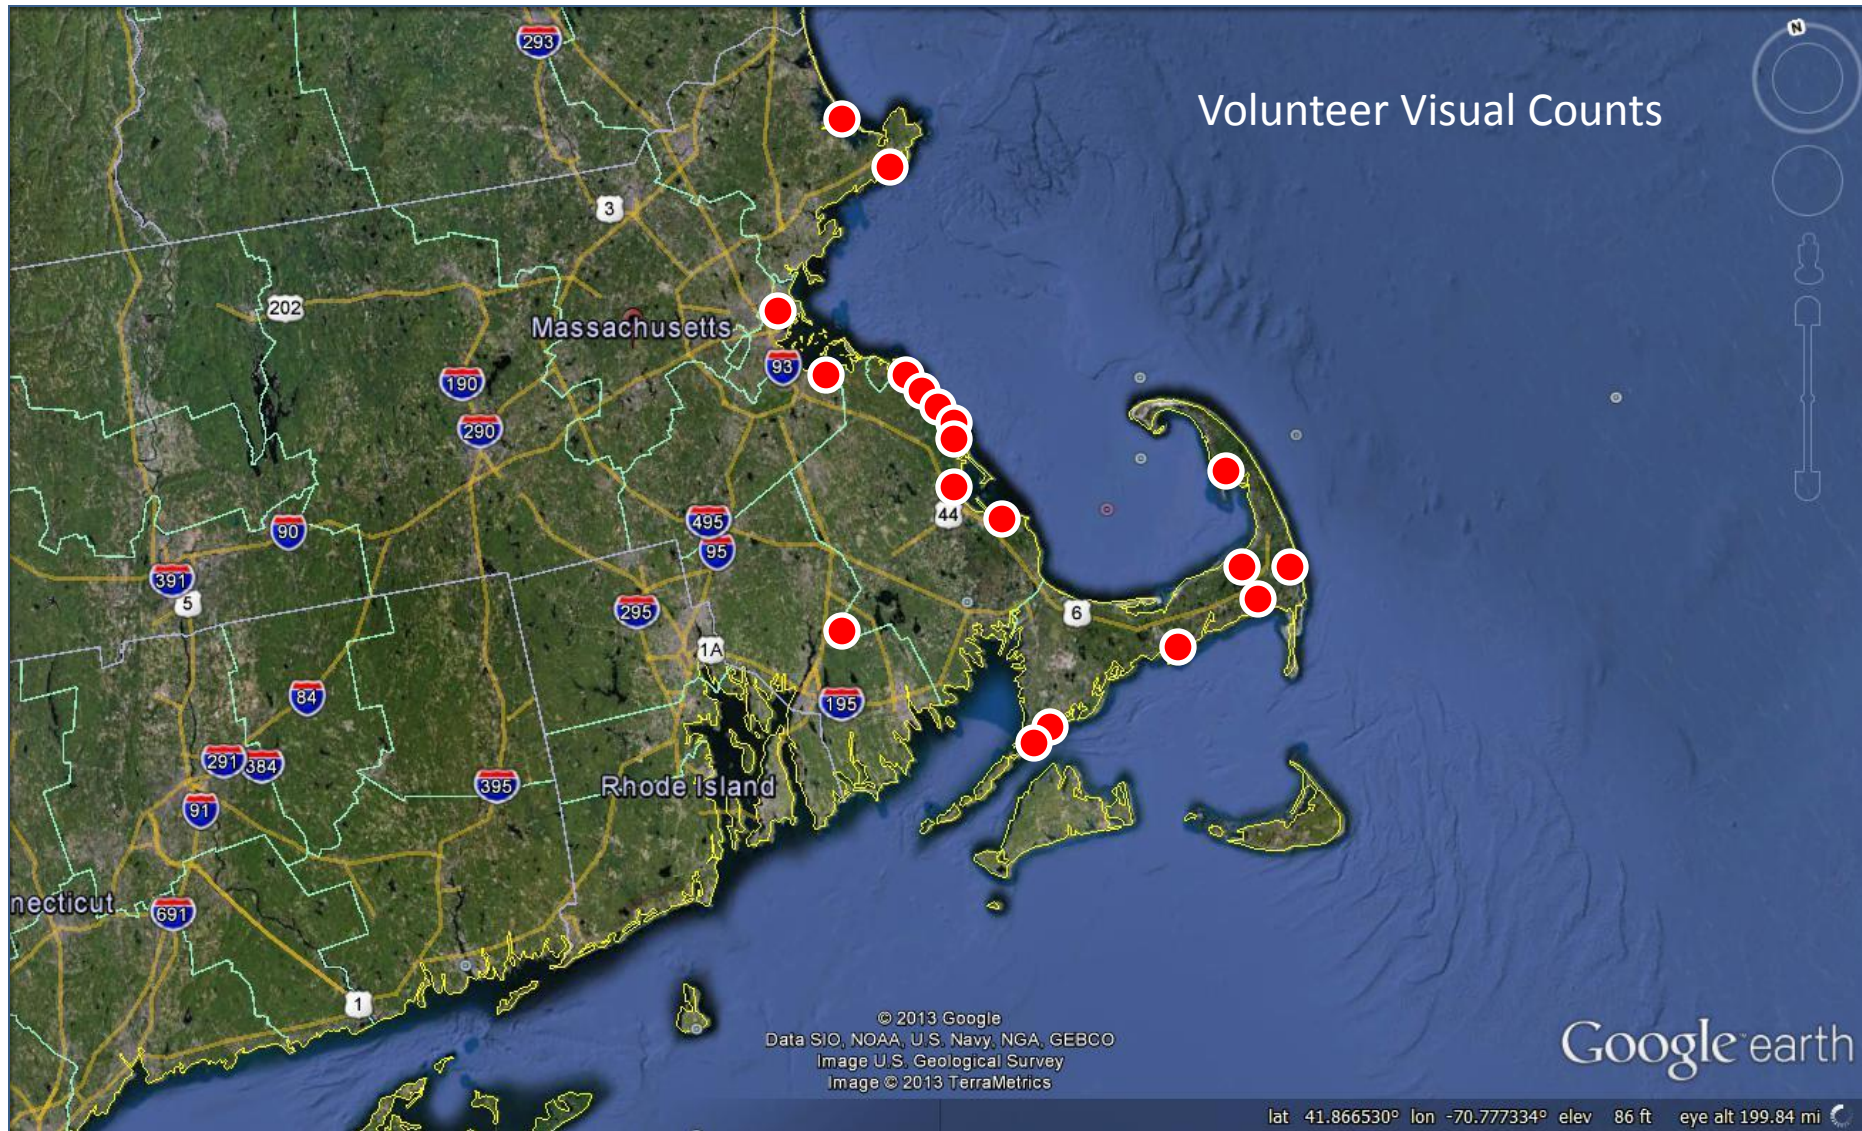 293
N
Volunteer Visual Counts
3
202
Massachusetts
93
190
290
44
495
90
95
391
5
295
6
1A
84
195
291
384
395
Rhode Island
91
necticut
691
1
© 2013 Google
Data SIO, NOAA, U.S. Navy, NGA, GEBCO
Image U.S. Geological Survey
Image © 2013 TerraMetrics
Google earth
lat 41.866530° lon -70.777334° elev 86 ft eye alt 199.84 mi